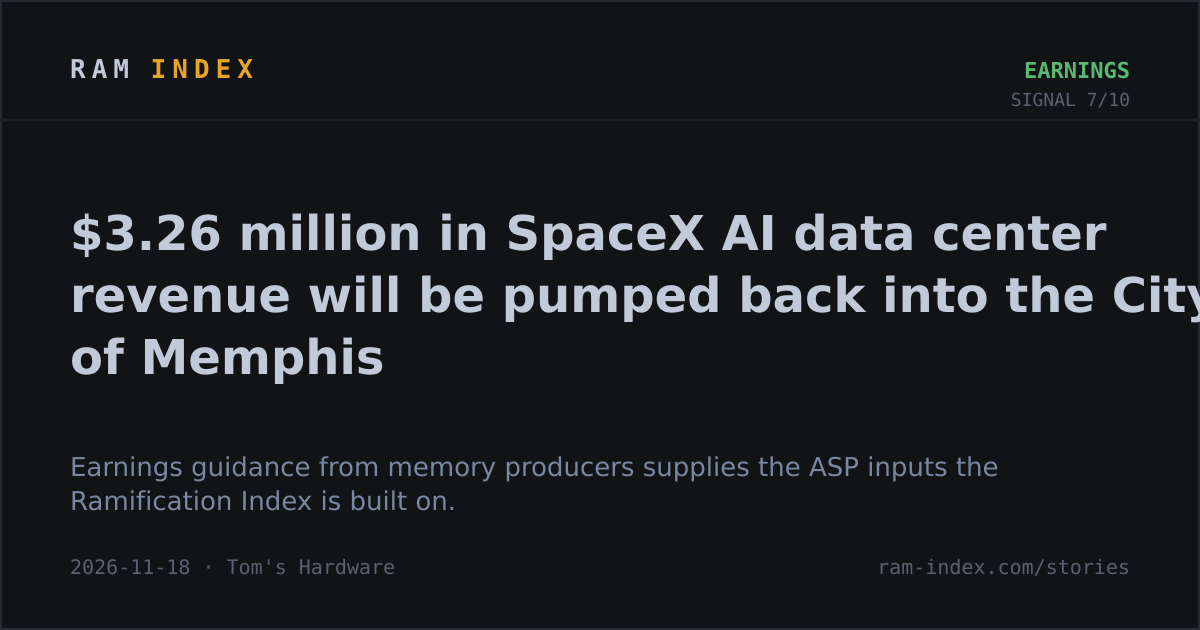 RAM INDEX
EARNINGS
SIGNAL 7/10
$3.26 million in SpaceX AI data center
revenue will be pumped back into the City
of Memphis
Earnings guidance from memory producers supplies the ASP inputs the
Ramification Index is built on.
2026-11-18 · Tom's Hardware
ram-index.com/stories